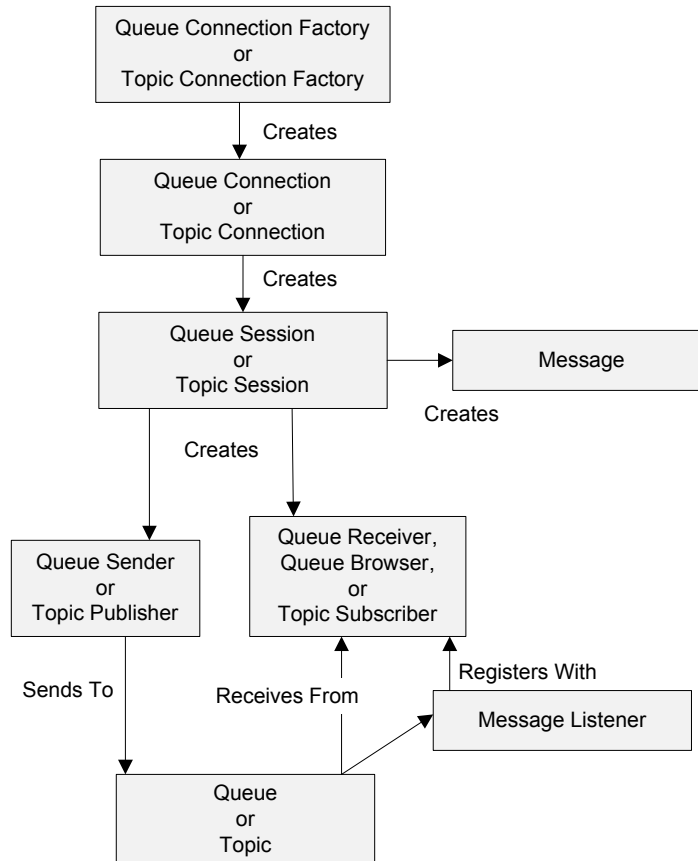 Queue Connection Factory
or
Topic Connection Factory
Creates
Queue Connection
or
Topic Connection
Creates
Queue Session
or
Topic Session
Message
Creates
Creates
Queue Sender
or
Topic Publisher
Queue Receiver,
Queue Browser,
or
Topic Subscriber
Sends To
Receives From
Registers With
Message Listener
Queue
or
Topic